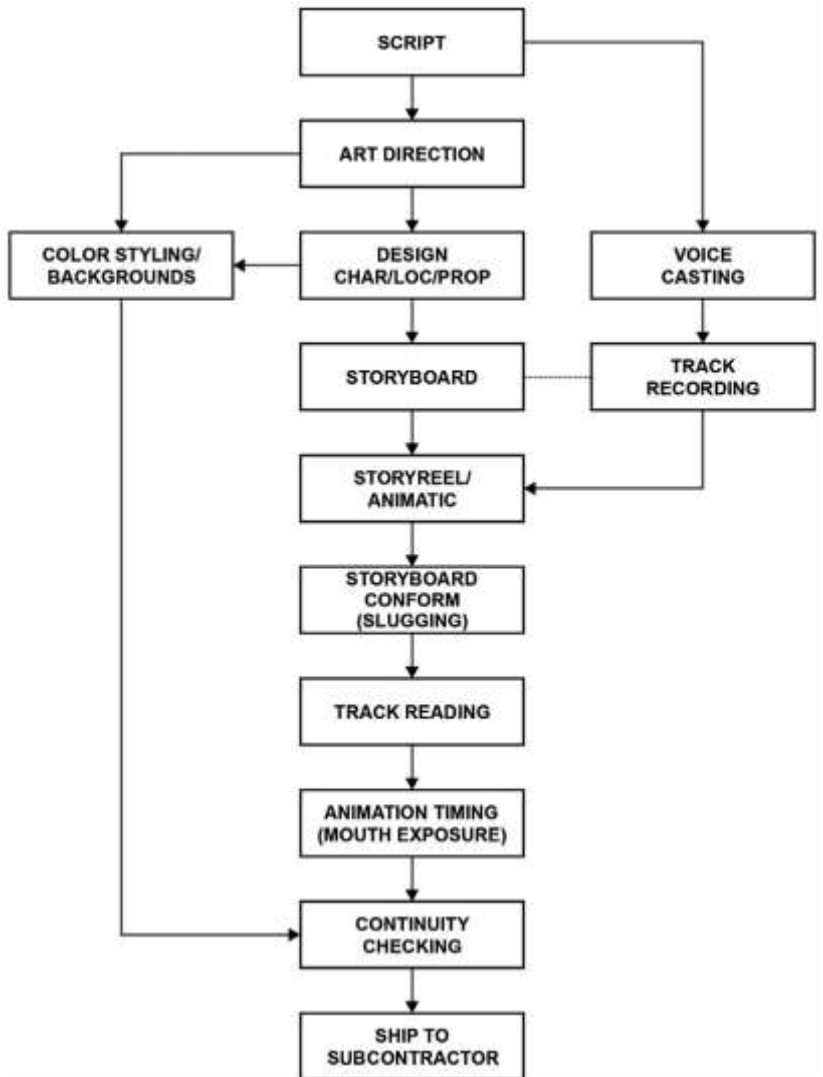 SCRIPT
ART DIRECTION
COLOR STYLING/
BACKGROUNDS
DESIGN
CHAR/LOC/PROP
VOICE
CASTING
STORYBOARD
TRACK
RECORDING
STORYREEL/
ANIMATIC
STORYBOARD
CONFORM
(SLUGGING)
TRACK READING
ANIMATION TIMING
(MOUTH EXPOSURE)
CONTINUITY
CHECKING
SHIP TO
SUBCONTRACTOR